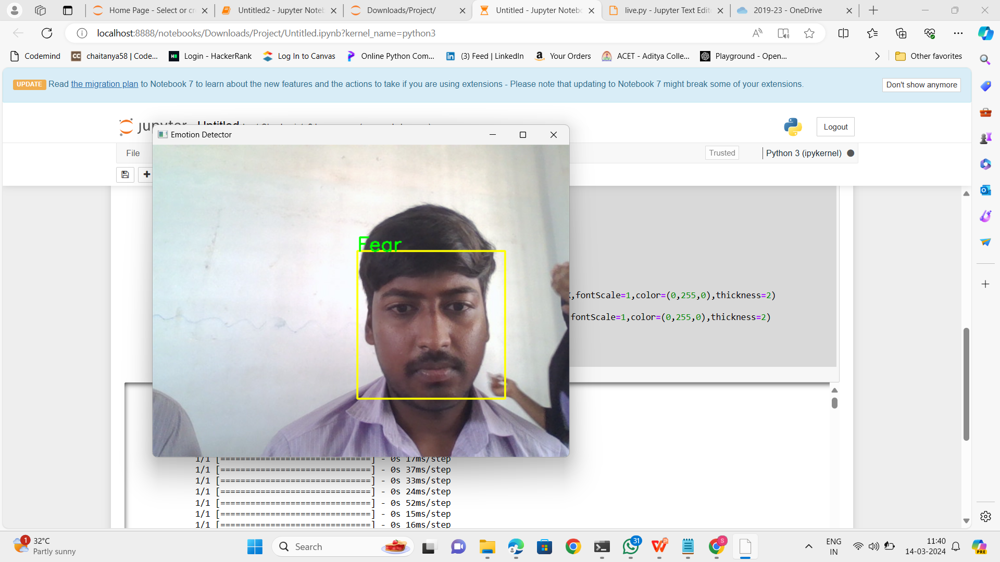 Home Page - Select or cr
Untitled2 - Jupyter Noteb
Downloads/Project/
Untitled - Jupyter Notebo
live.py - Jupyter Text Edit
2019-23 - OneDrive
localhost:8888/notebooks/Downloads/Project/Untitled.ipynb?kernel_name=python3
Codemind
CC chaitanya58 | Code...
Login - HackerRank
Log In to Canvas
Online Python Com...
in (3) Feed | LinkedIn
Your Orders
ACET - Aditya Colle...
Playground - Open...
Other favorites
UPDATE Read the migration plan to Notebook 7 to learn about the new features and the actions to take if you are using extensions - Please note that updating to Notebook 7 might break some of your extensions.
Don't show anymore
jupyter Untitled
Logout
Emotion Detector
File
Trusted
Python 3 (ipykernel)
Fear
,fontScale=1,color=(0,255,0),thickness=2)
fontScale=1,color=(0,255,0),thickness=2)
1/1 [==============================] - 0s 17ms/step
1/1 [==============================] - 0s 37ms/step
1/1 [==============================] - 0s 33ms/step
1/1 [==============================] - 0s 24ms/step
1/1 [==============================] - 0s 52ms/step
1/1 [==============================] - 0s 15ms/step
1/1 [==============================] - 0s 16ms/step
1
32°C
Partly sunny
Search
31
S
ENG
IN
11:40
14-03-2024
PRE